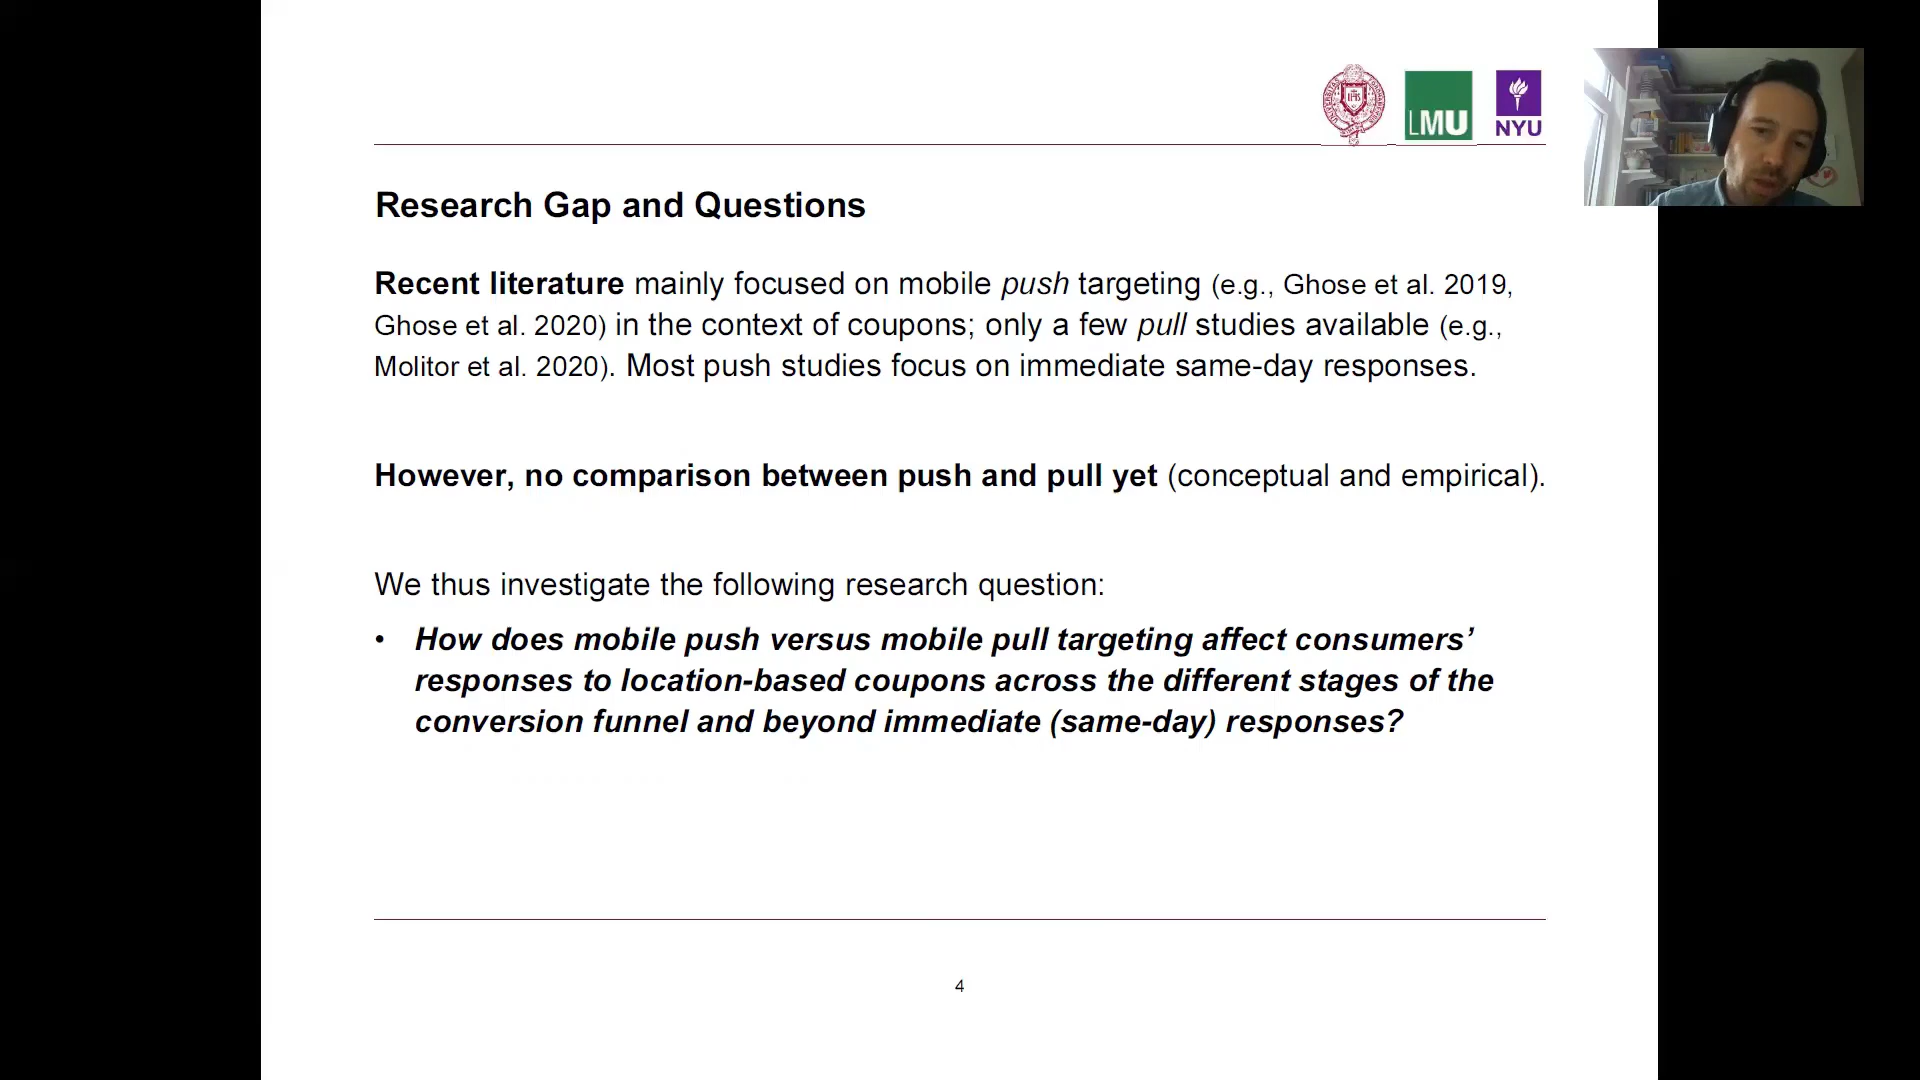 LMU
NYU
Research Gap and Questions
Recent literature mainly focused on mobile push targeting (e.g., Ghose et al. 2019,
Ghose et al. 2020) in the context of coupons; only a few pull studies available (e.g.,
Molitor et al. 2020). Most push studies focus on immediate same-day responses.
However, no comparison between push and pull yet (conceptual and empirical).
We thus investigate the following research question:
• How does mobile push versus mobile pull targeting affect consumers’
responses to location-based coupons across the different stages of the
conversion funnel and beyond immediate (same-day) responses?
4